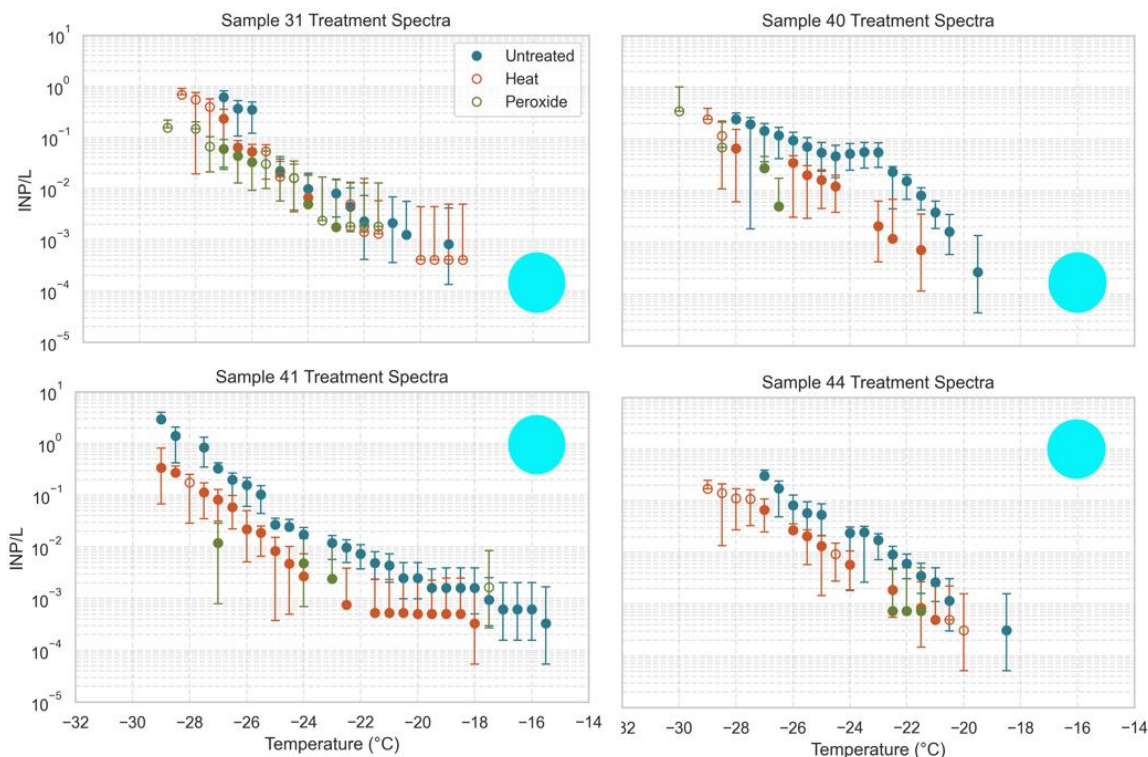 Sample 31 Treatment Spectra
Sample 40 Treatment Spectra
10^1
10^0
10^-1
10^-2
10^-3
10^-4
10^-5
INP/L
Untreated
Heat
Peroxide
Sample 41 Treatment Spectra
Sample 44 Treatment Spectra
10^1
10^0
10^-1
10^-2
10^-3
10^-4
10^-5
INP/L
−32 −30 −28 −26 −24 −22 −20 −18 −16 −14
:32 −30 −28 −26 −24 −22 −20 −18 −16 −14
Temperature (°C)
Temperature (°C)